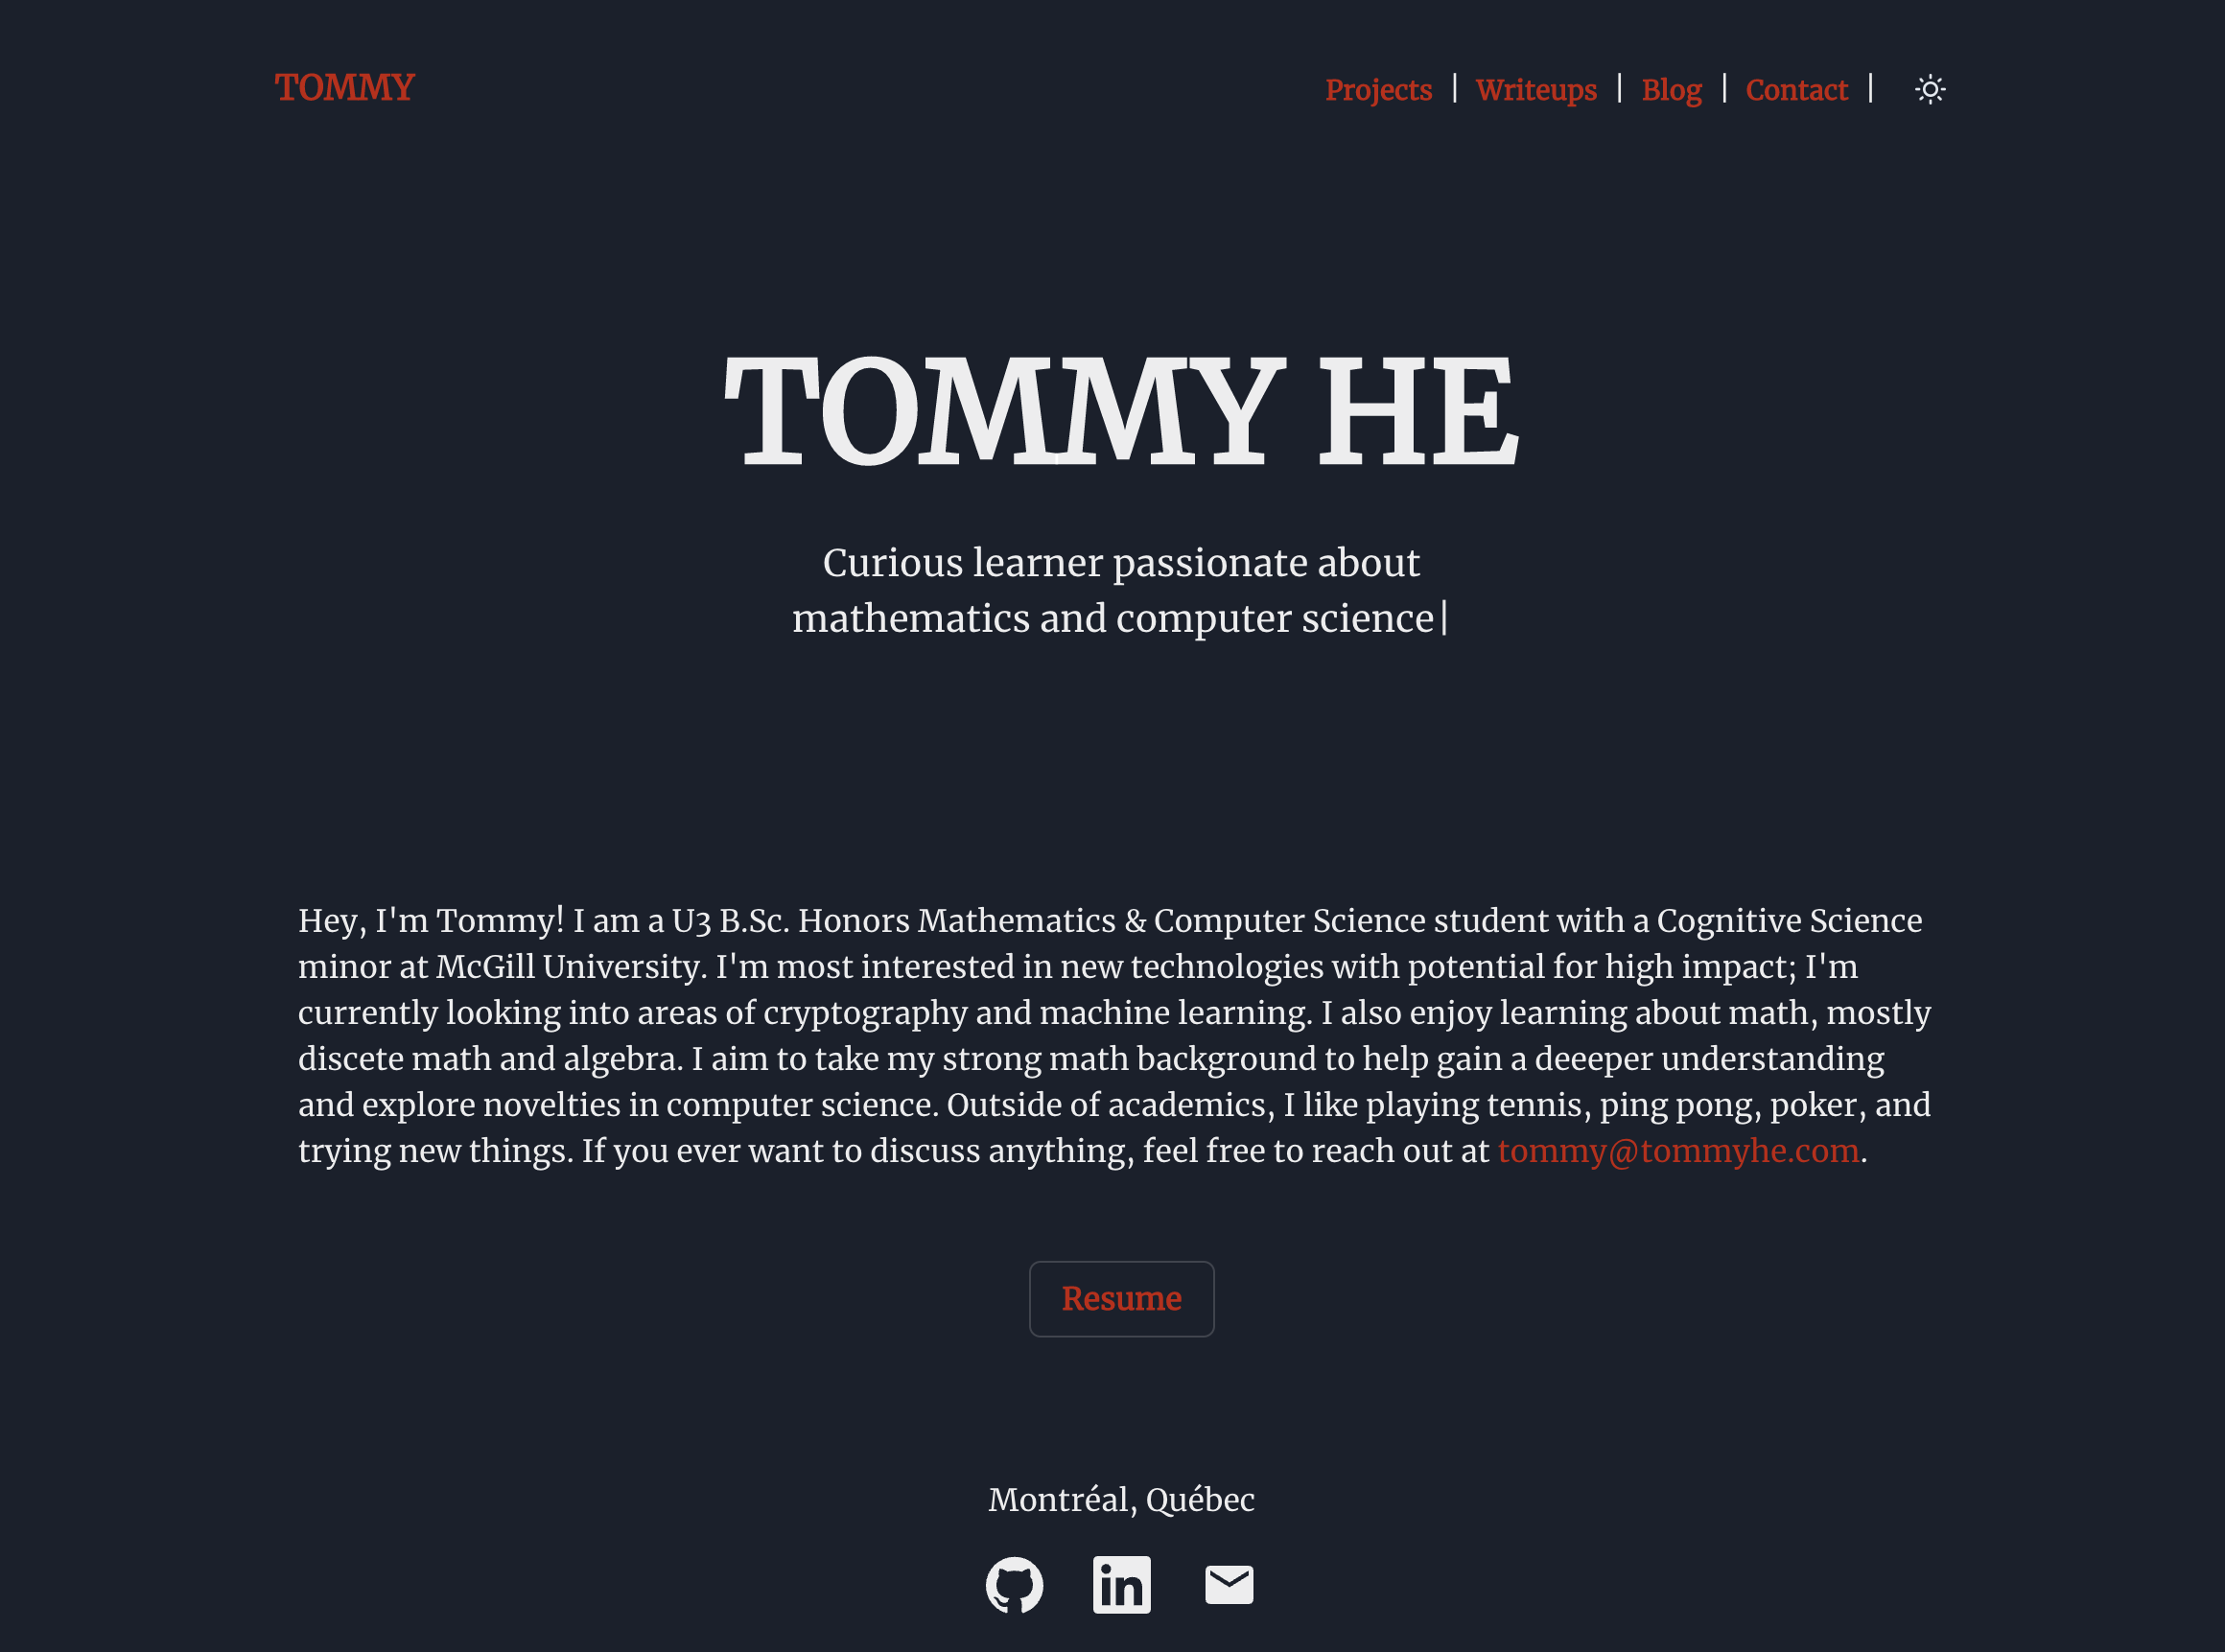 TOMMY
Projects | Writeups | Blog | Contact |
TOMMY HE
Curious learner passionate about
mathematics and computer science|
Hey, I'm Tommy! I am a U3 B.Sc. Honors Mathematics & Computer Science student with a Cognitive Science
minor at McGill University. I'm most interested in new technologies with potential for high impact; I'm
currently looking into areas of cryptography and machine learning. I also enjoy learning about math, mostly
discete math and algebra. I aim to take my strong math background to help gain a deeeper understanding
and explore novelties in computer science. Outside of academics, I like playing tennis, ping pong, poker, and
trying new things. If you ever want to discuss anything, feel free to reach out at tommy@tommyhe.com.
Resume
Montréal, Québec
in